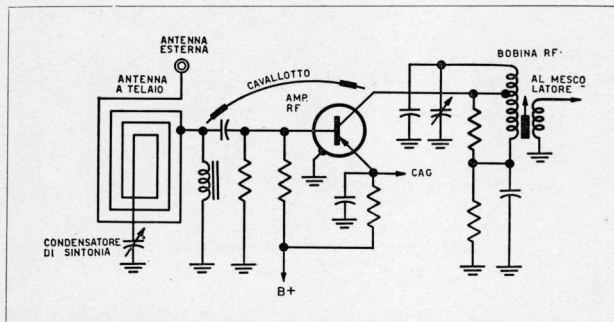 ANTENNA
ESTERNA
ANTENNA
A TELAIO
CAVALLOTTO
AMP.
RF
BOBINA RF.
AL MESCO
LATORE
CAG
CONDENSATORE
DI SINTONIA
B+